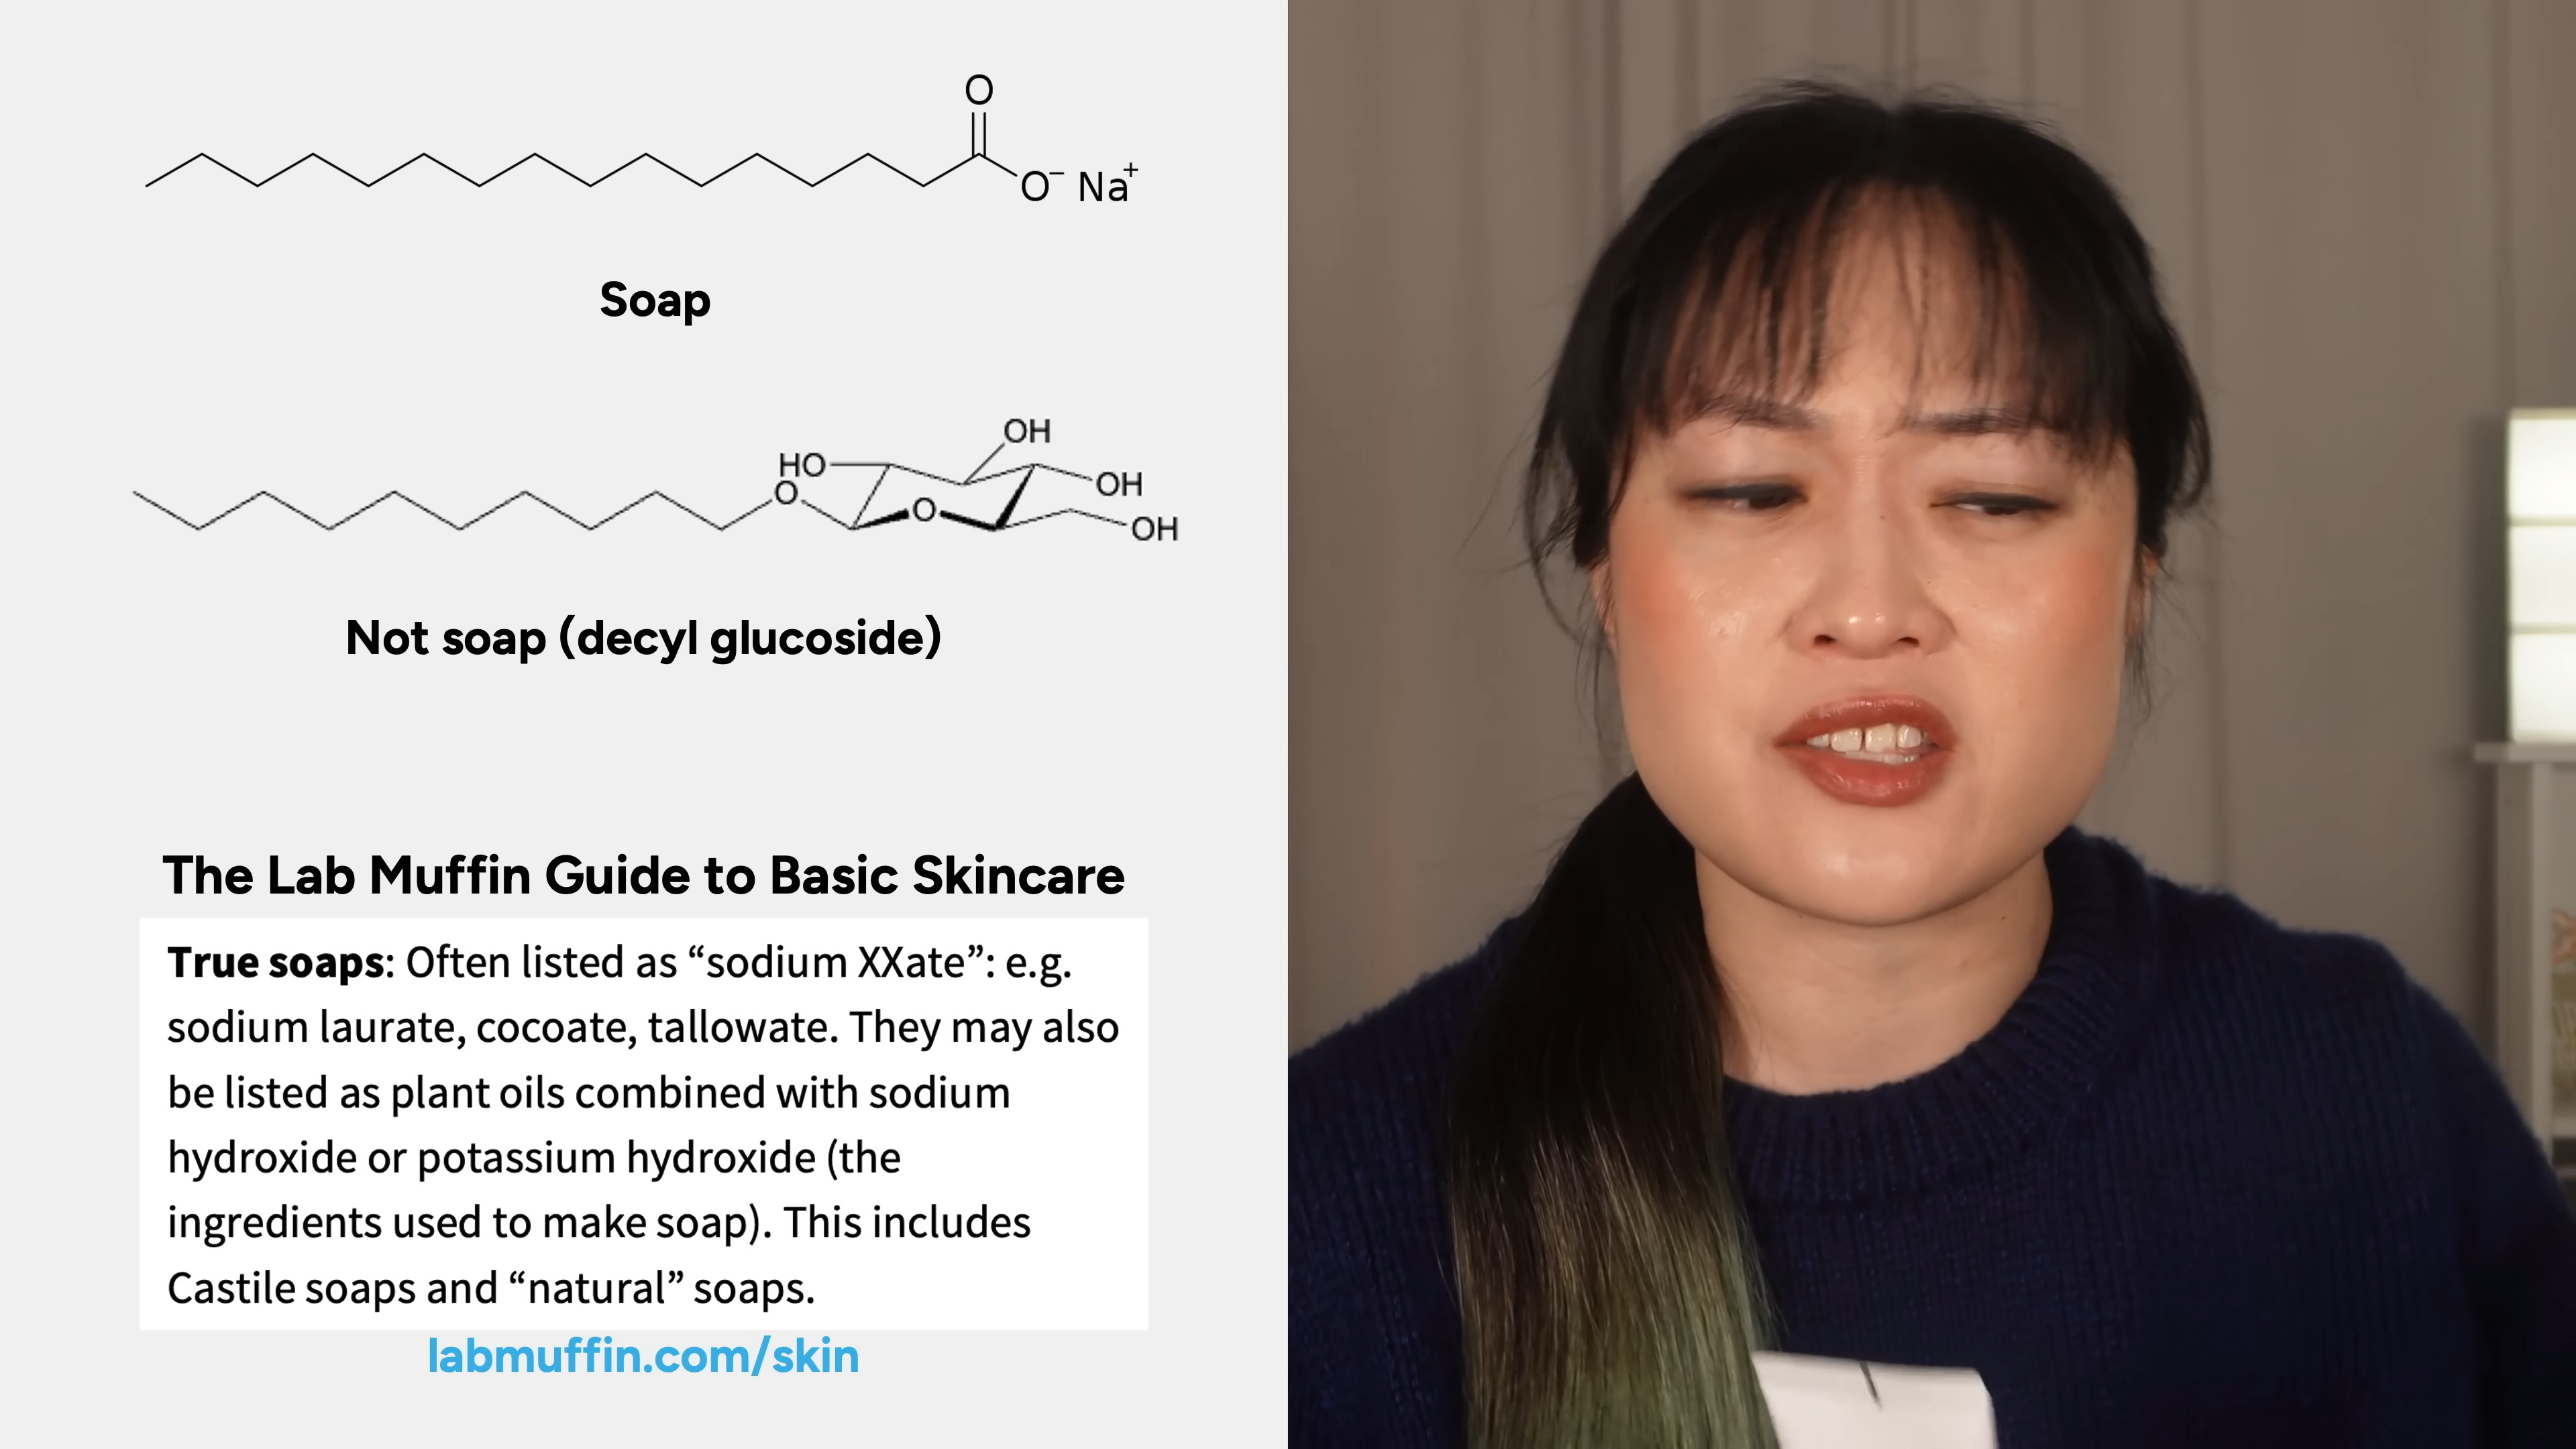 O
O⁻ Na⁺
Soap
OH
HO
OH
O
O
OH
Not soap (decyl glucoside)
The Lab Muffin Guide to Basic Skincare
True soaps: Often listed as “sodium XXate”: e.g.
sodium laurate, cocoate, tallowate. They may also
be listed as plant oils combined with sodium
hydroxide or potassium hydroxide (the
ingredients used to make soap). This includes
Castile soaps and “natural” soaps.
labmuffin.com/skin